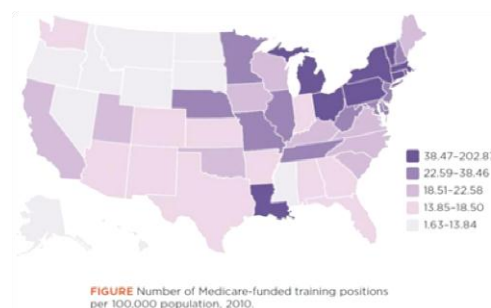 38.47–202.87
22.59–38.46
18.51–22.58
13.85–18.50
1.63–13.84
FIGURE Number of Medicare-funded training positions
per 100,000 population, 2010.